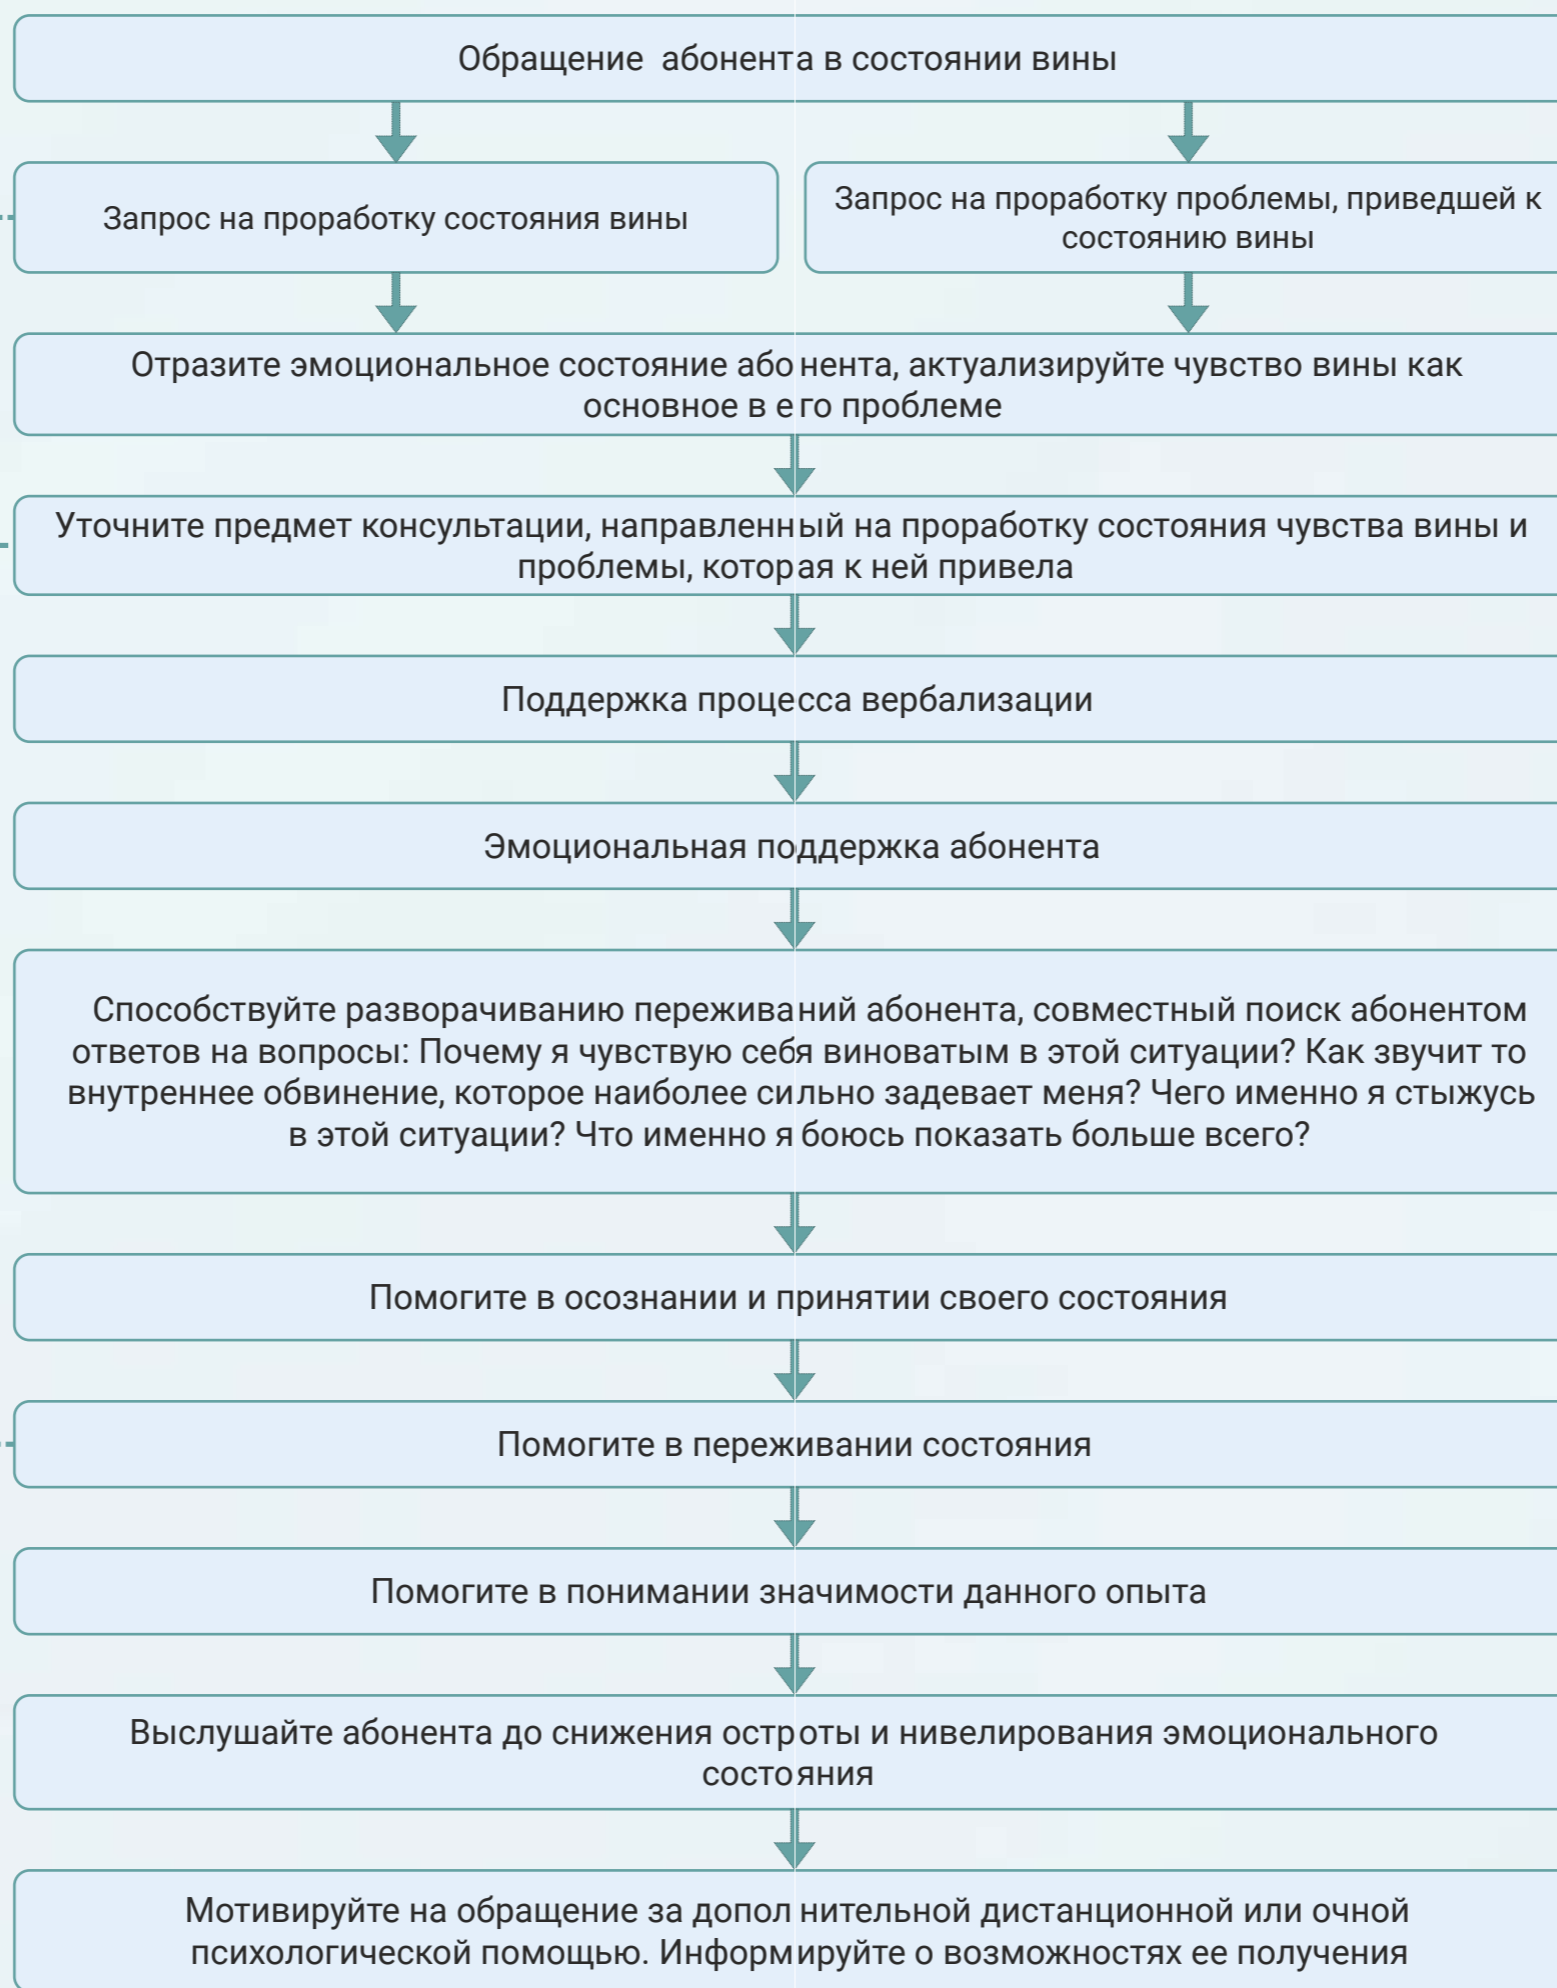 Обращение  абонента в состоянии вины
Запрос на проработку состояния вины
Запрос на проработку проблемы, приведшей к
состоянию вины
Отразите эмоциональное состояние абонента, актуализируйте чувство вины как
основное в его проблеме
Уточните предмет консультации, направленный на проработку состояния чувства вины и
проблемы, которая к ней привела
Поддержка процесса вербализации
Эмоциональная поддержка абонента
Способствуйте разворачиванию переживаний абонента, совместный поиск абонентом
ответов на вопросы: Почему я чувствую себя виноватым в этой ситуации? Как звучит то
внутреннее обвинение, которое наиболее сильно задевает меня? Чего именно я стыжусь
в этой ситуации? Что именно я боюсь показать больше всего?
Помогите в осознании и принятии своего состояния
Помогите в переживании состояния
Помогите в понимании значимости данного опыта
Выслушайте абонента до снижения остроты и нивелирования эмоционального
состояния
Мотивируйте на обращение за дополнительной дистанционной или очной
психологической помощью. Информируйте о возможностях ее получения